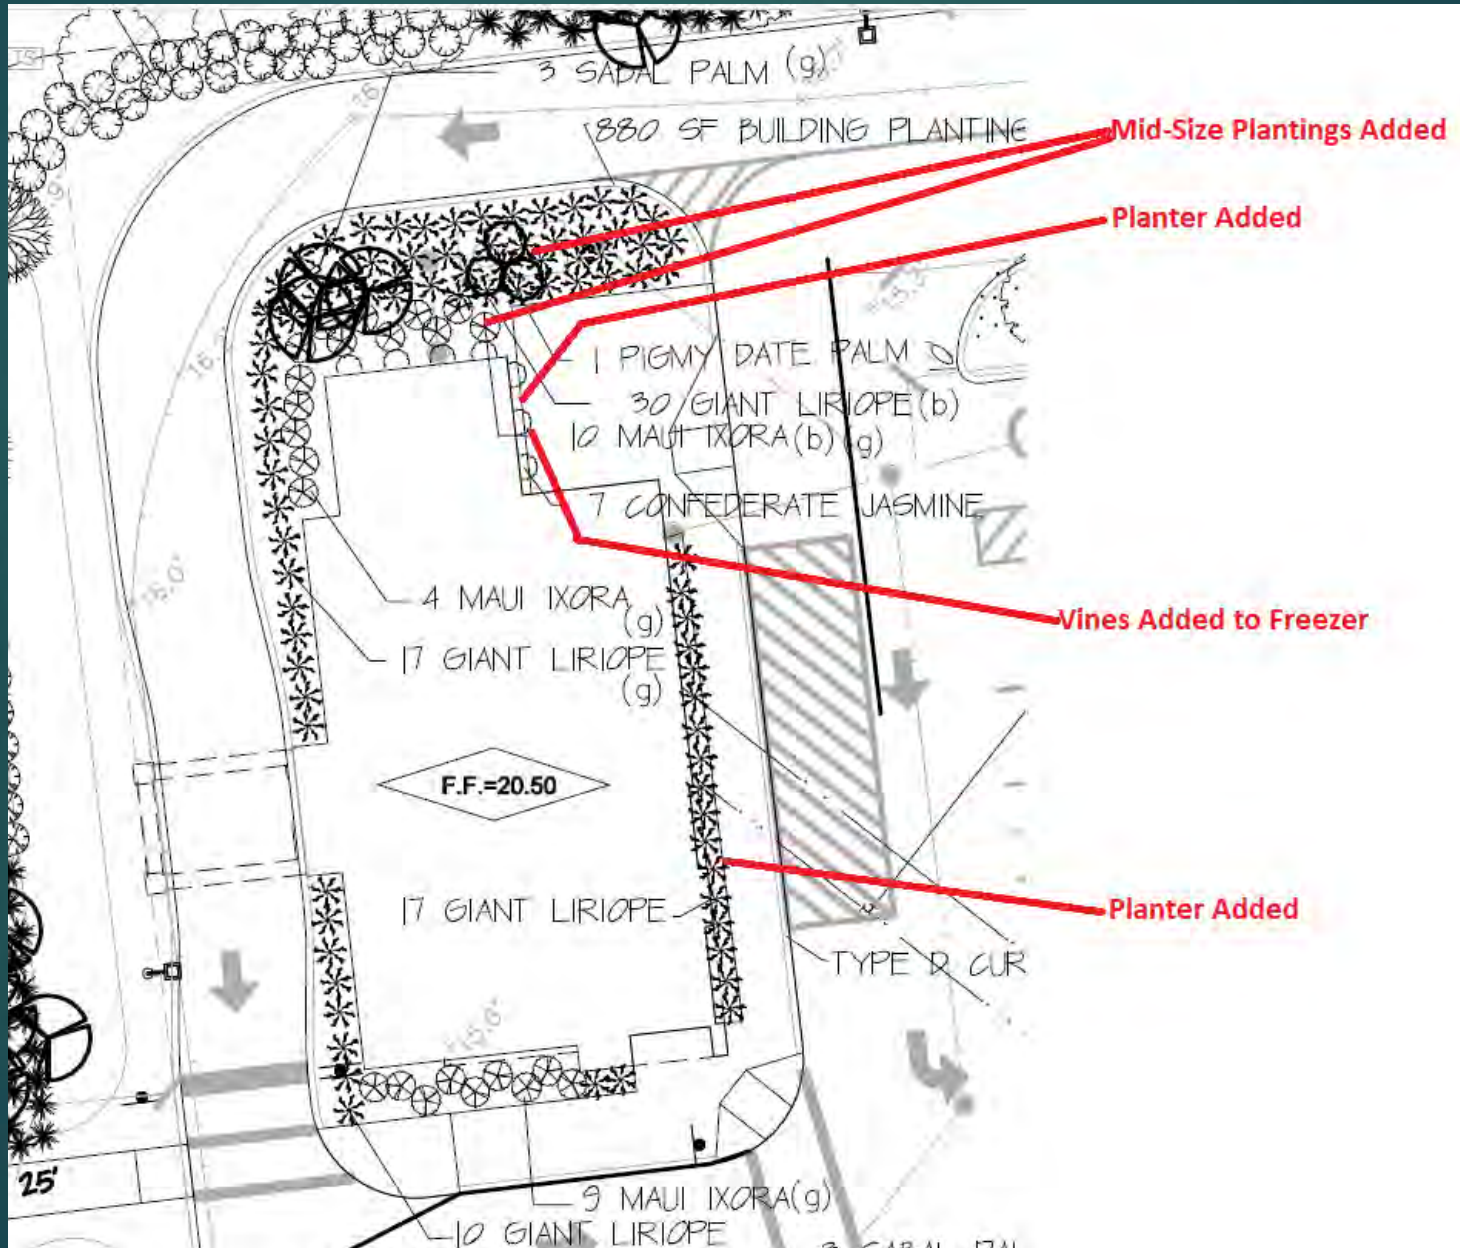 3 SABAL PALM (g)
880 SF BUILDING PLANTING
Mid-Size Plantings Added
Planter Added
1 PIGMY DATE PALM
30 GIANT LIRIOPE(b)
10 MAUI IXORA(b)(g)
7 CONFEDERATE JASMINE
4 MAUI IXORA
(g)
Vines Added to Freezer
17 GIANT LIRIOPE
(g)
F.F.=20.50
17 GIANT LIRIOPE
Planter Added
TYPE D CUR
25'
9 MAUI IXORA(g)
10 GIANT LIRIOPE